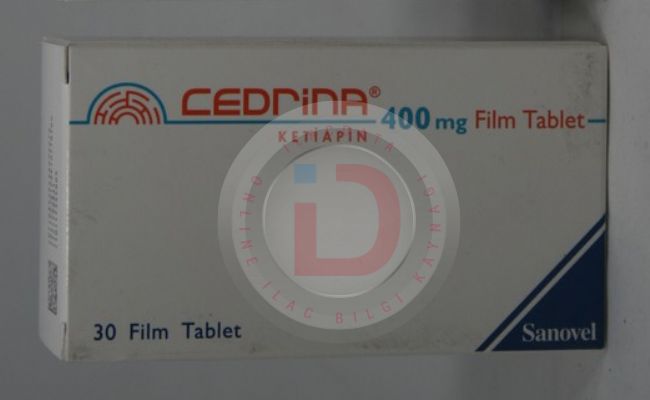 CEDRINA®
400 mg Film Tablet
KETİAPİN
ONLINE İLAÇ BİLGİ KAYNAĞI
30 Film Tablet
Sanovel